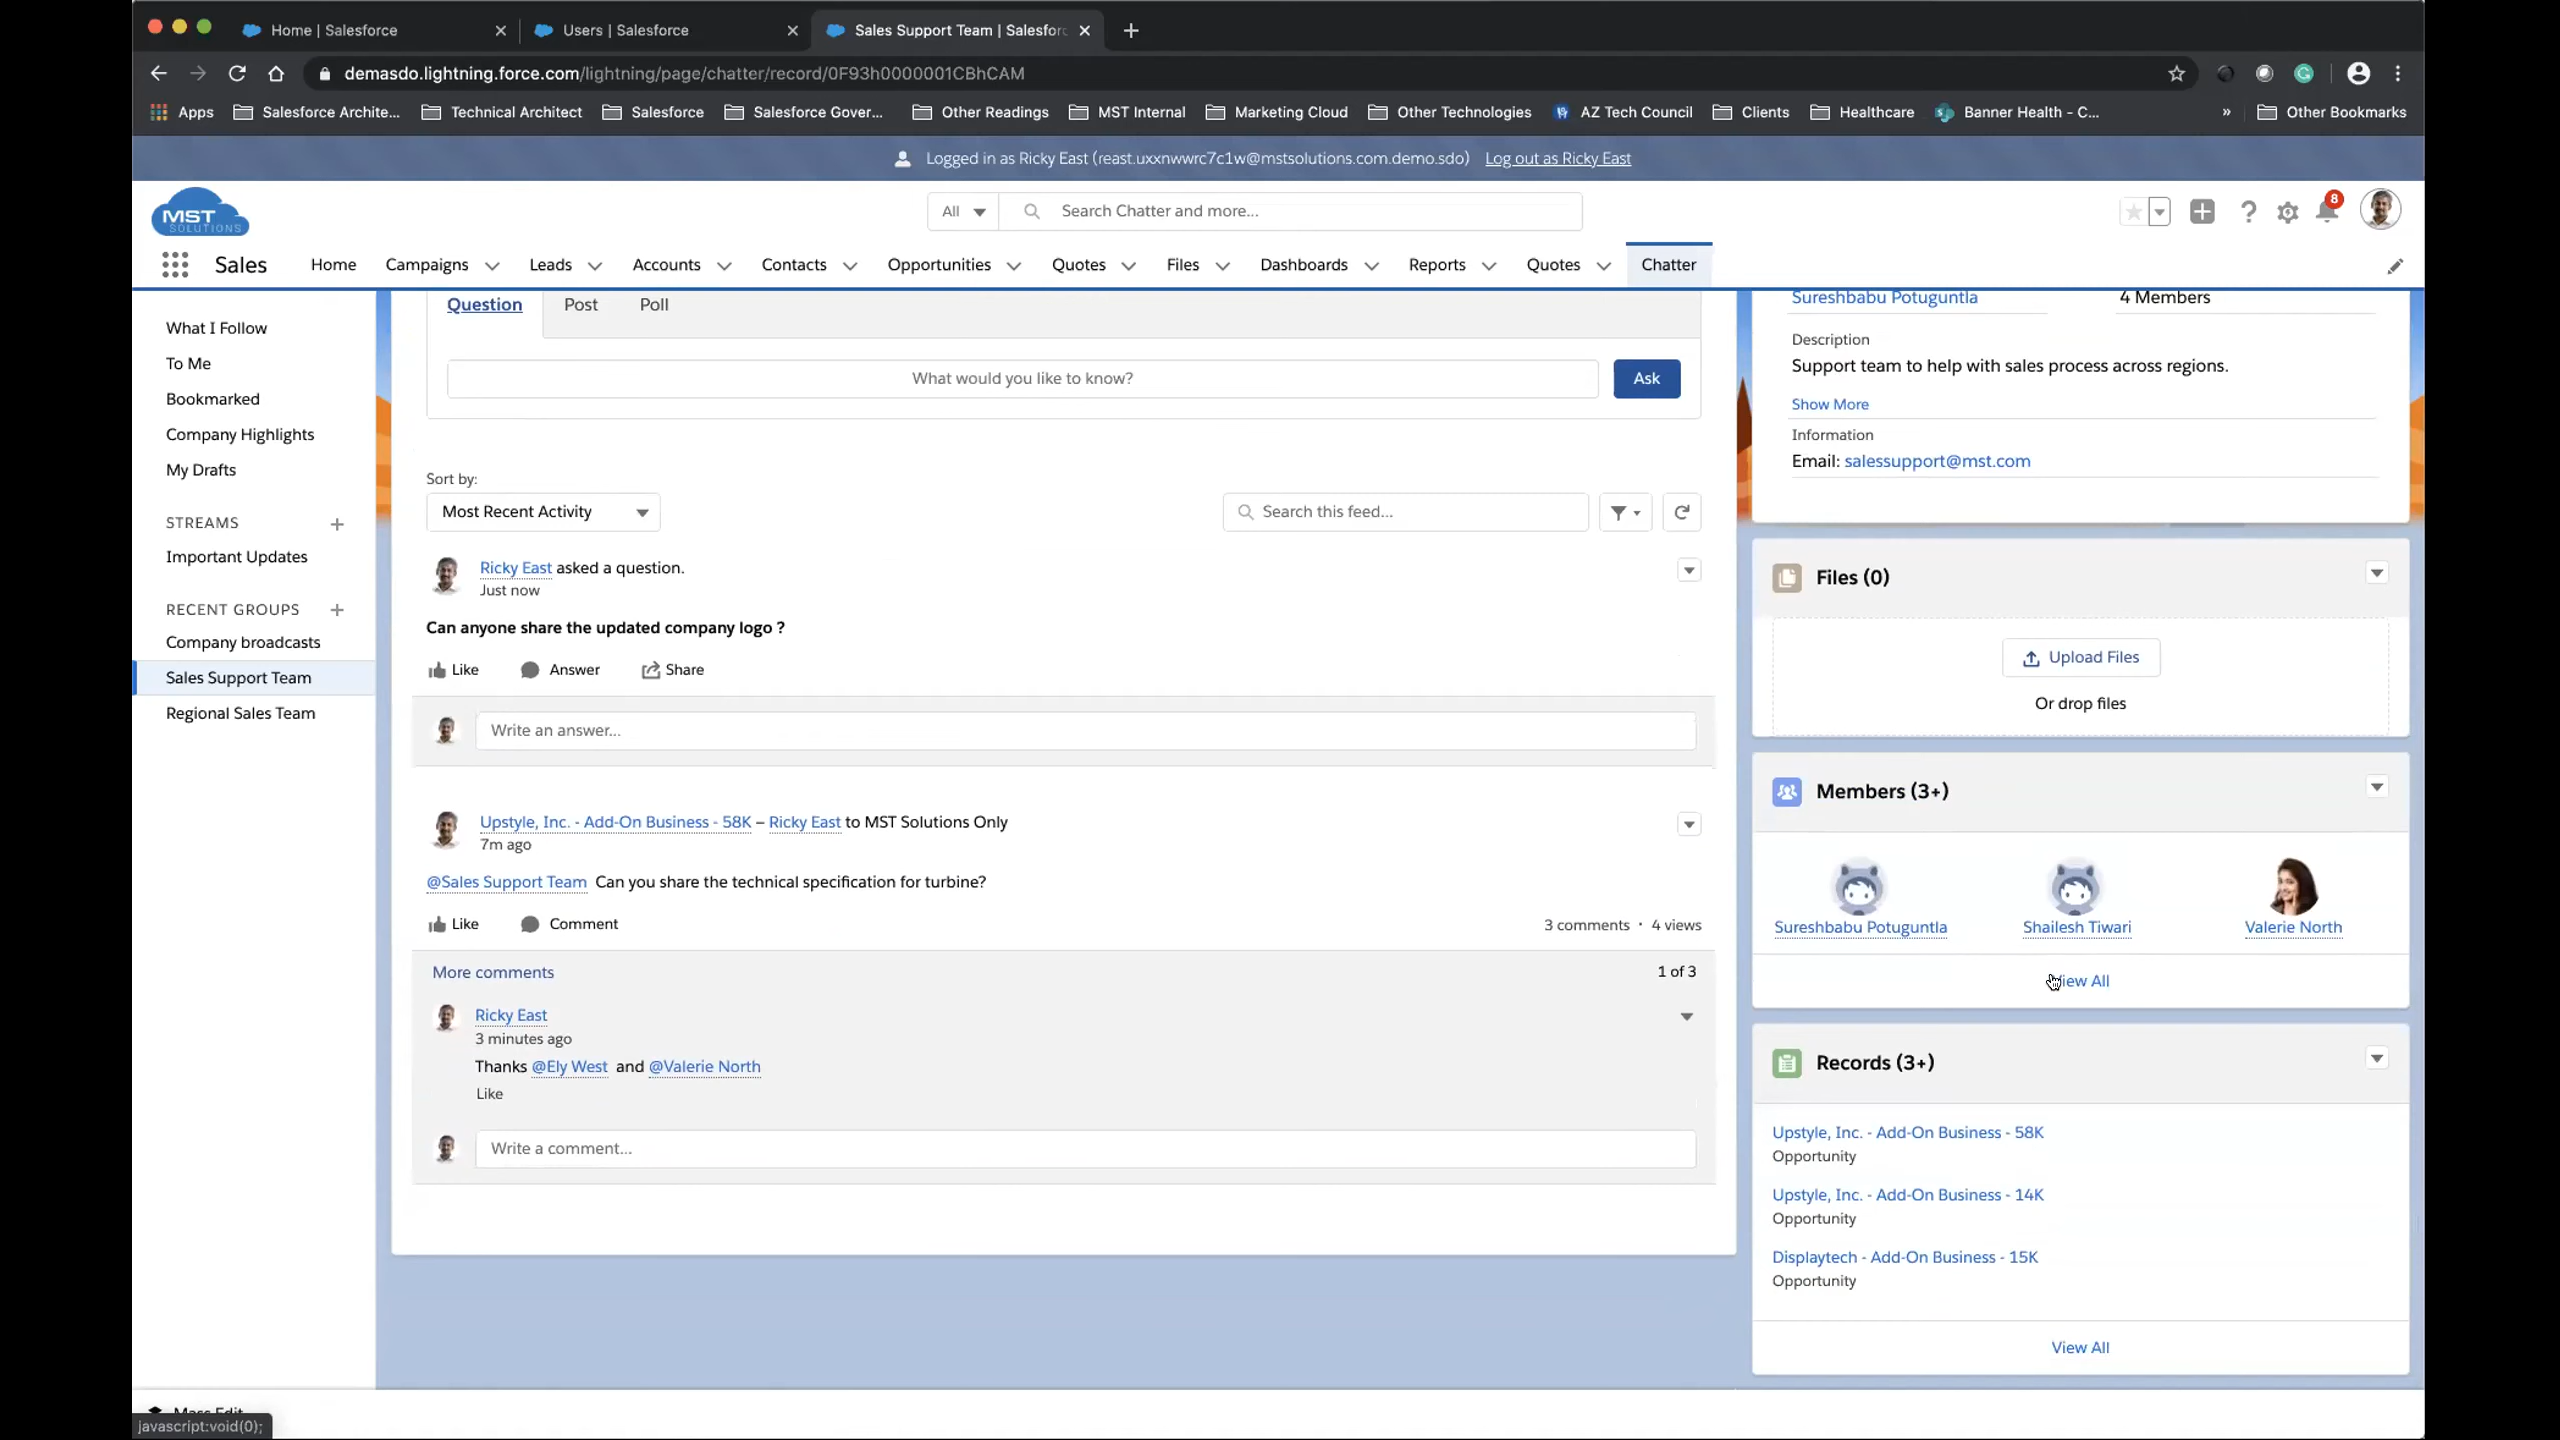 Home | Salesforce
Users | Salesforce
Sales Support Team | Salesforc
demasdo.lightning.force.com/lightning/page/chatter/record/0F93h0000001CBhCAM
Apps
Salesforce Archite...
Technical Architect
Salesforce
Salesforce Gover...
Other Readings
MST Internal
Marketing Cloud
Other Technologies
AZ Tech Council
Clients
Healthcare
Banner Health - C...
»
Other Bookmarks
Logged in as Ricky East (reast.uxxnwwrc7c1w@mstsolutions.com.demo.sdo) Log out as Ricky East
MST
SOLUTIONS
All
Search Chatter and more...
8
Sales
Home
Campaigns
Leads
Accounts
Contacts
Opportunities
Quotes
Files
Dashboards
Reports
Quotes
Chatter
What I Follow
To Me
Bookmarked
Company Highlights
My Drafts
STREAMS
Important Updates
RECENT GROUPS
Company broadcasts
Sales Support Team
Regional Sales Team
Question
Post
Poll
What would you like to know?
Ask
Sort by:
Most Recent Activity
Search this feed...
Ricky East asked a question.
Just now
Can anyone share the updated company logo ?
Like
Answer
Share
Write an answer...
Upstyle, Inc. - Add-On Business - 58K – Ricky East to MST Solutions Only
7m ago
@Sales Support Team Can you share the technical specification for turbine?
Like
Comment
3 comments · 4 views
More comments
1 of 3
Ricky East
3 minutes ago
Thanks @Ely West and @Valerie North
Like
Write a comment...
Sureshbabu Potuguntla
4 Members
Description
Support team to help with sales process across regions.
Show More
Information
Email: salessupport@mst.com
Files (0)
Upload Files
Or drop files
Members (3+)
Sureshbabu Potuguntla
Shailesh Tiwari
Valerie North
View All
Records (3+)
Upstyle, Inc. - Add-On Business - 58K
Opportunity
Upstyle, Inc. - Add-On Business - 14K
Opportunity
Displaytech - Add-On Business - 15K
Opportunity
View All
Mass Edit
javascript:void(0);